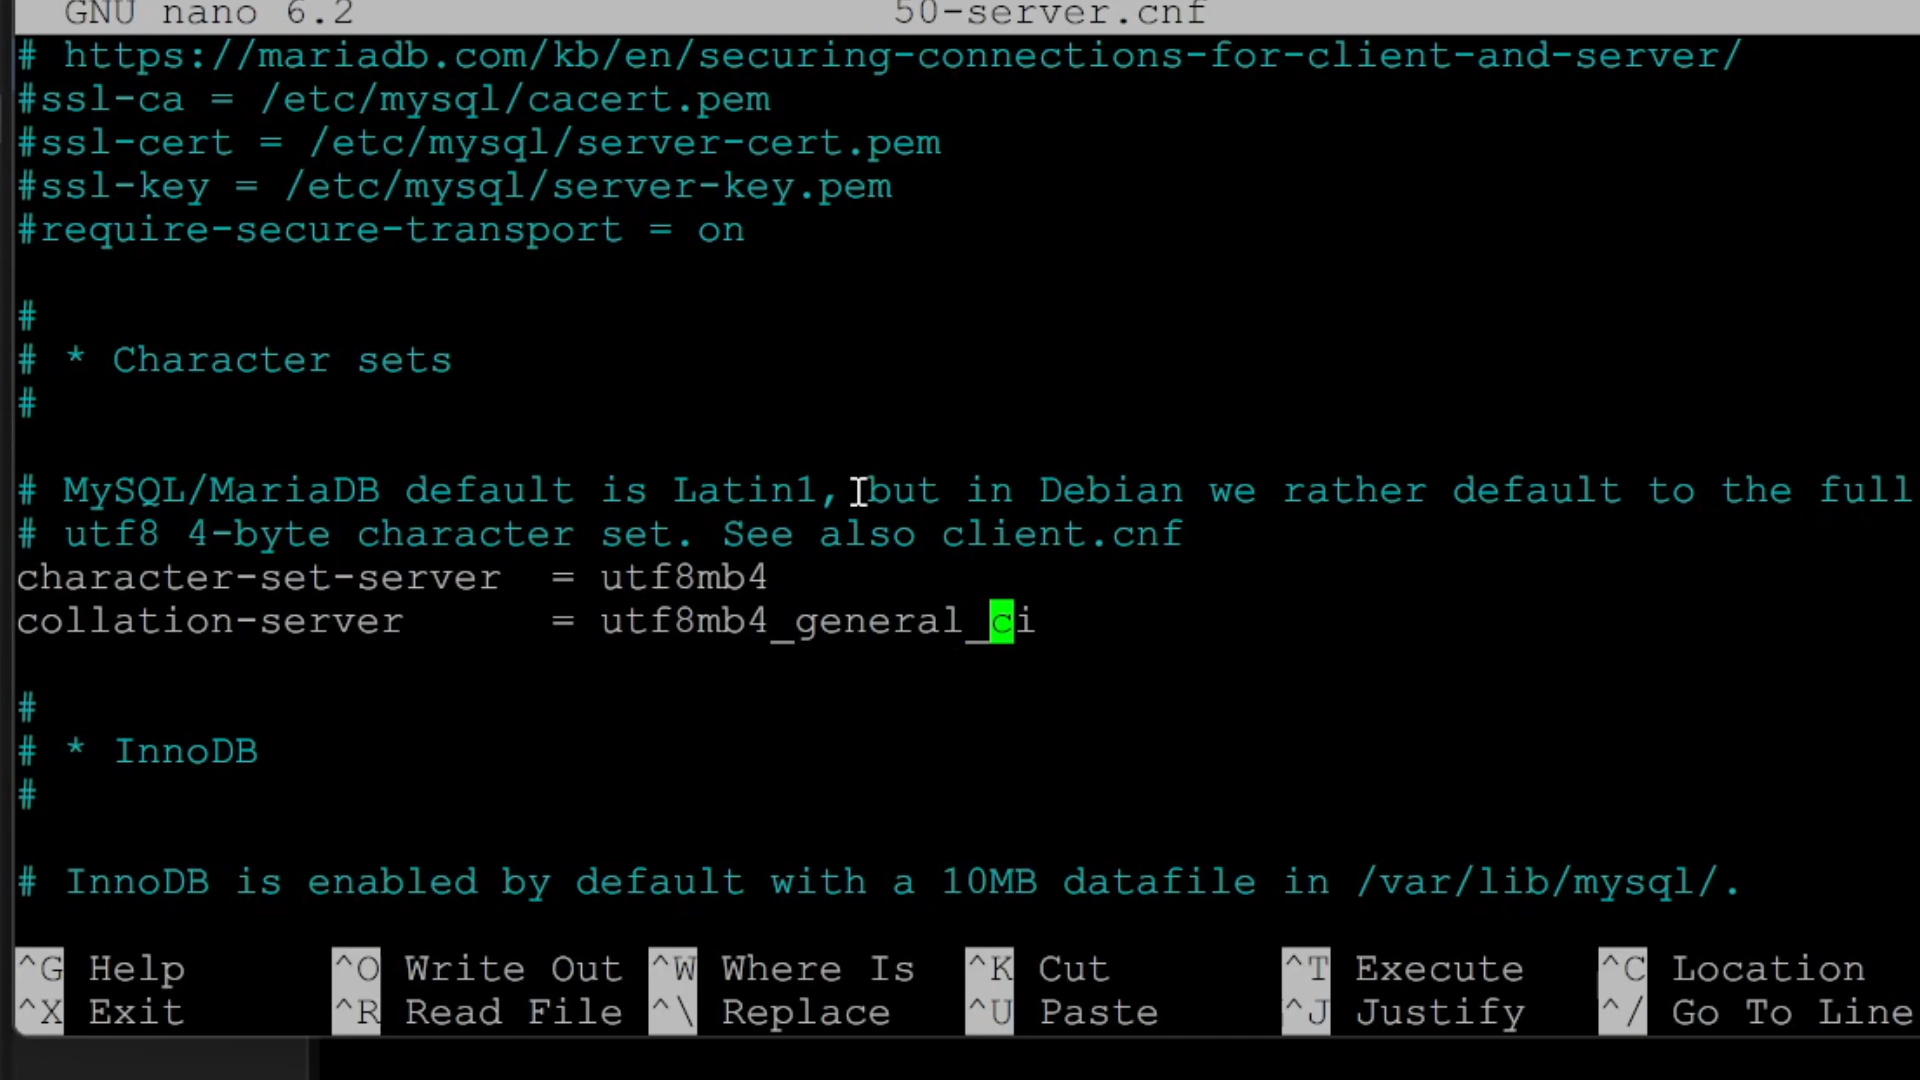 GNU nano 6.2 50-server.cnf
# https://mariadb.com/kb/en/securing-connections-for-client-and-server/
#ssl-ca = /etc/mysql/cacert.pem
#ssl-cert = /etc/mysql/server-cert.pem
#ssl-key = /etc/mysql/server-key.pem
#require-secure-transport = on
#
# * Character sets
#
# MySQL/MariaDB default is Latin1, but in Debian we rather default to the full
# utf8 4-byte character set. See also client.cnf
character-set-server  = utf8mb4
collation-server      = utf8mb4_general_ci
#
# * InnoDB
#
# InnoDB is enabled by default with a 10MB datafile in /var/lib/mysql/.
^G Help ^O Write Out ^W Where Is ^K Cut ^T Execute ^C Location
^X Exit ^R Read File ^\ Replace ^U Paste ^J Justify ^/ Go To Line